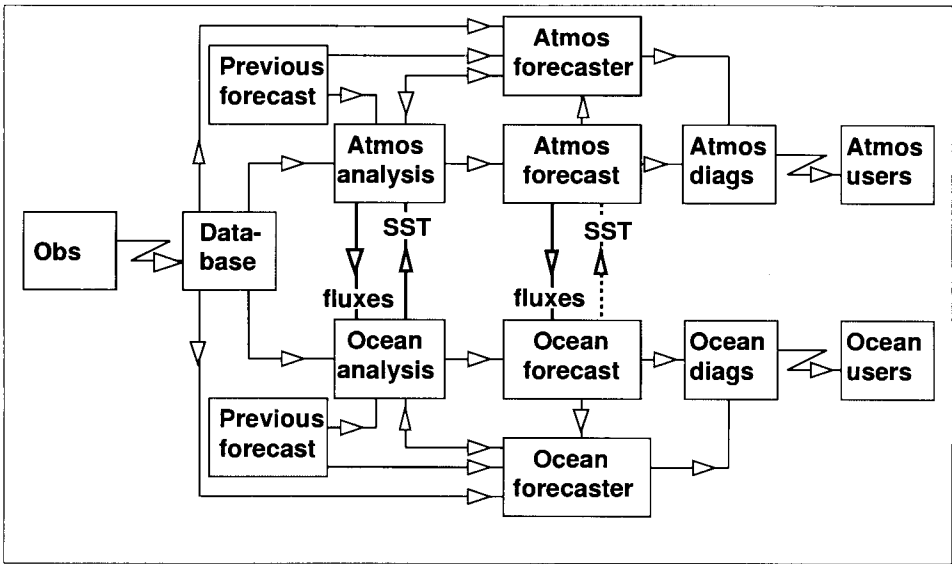 Atmos
forecaster
Previous
forecast
Atmos
analysis
Atmos
forecast
Atmos
diags
Atmos
users
Obs
Data-
base
SST
SST
fluxes
fluxes
Ocean
analysis
Ocean
forecast
Ocean
diags
Ocean
users
Previous
forecast
Ocean
forecaster